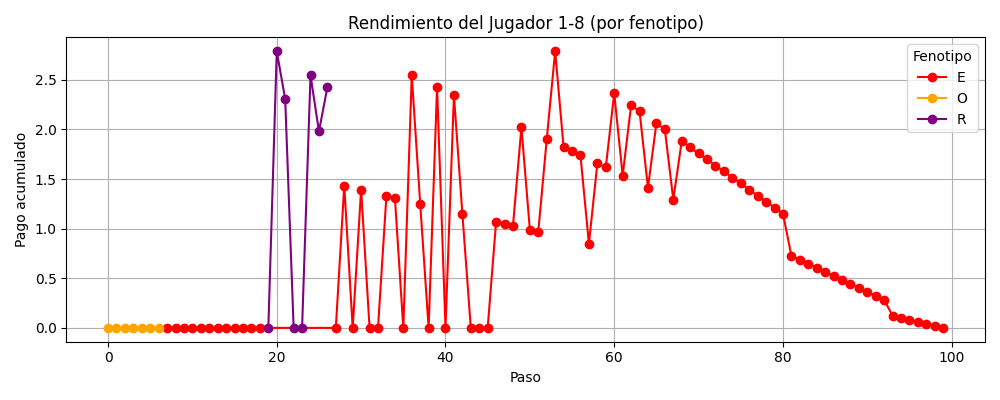 Rendimiento del Jugador 1-8 (por fenotipo)
Pago acumulado
2.5
2.0
1.5
1.0
0.5
0.0
0 20 40 60 80 100
Paso
Fenotipo
E
O
R